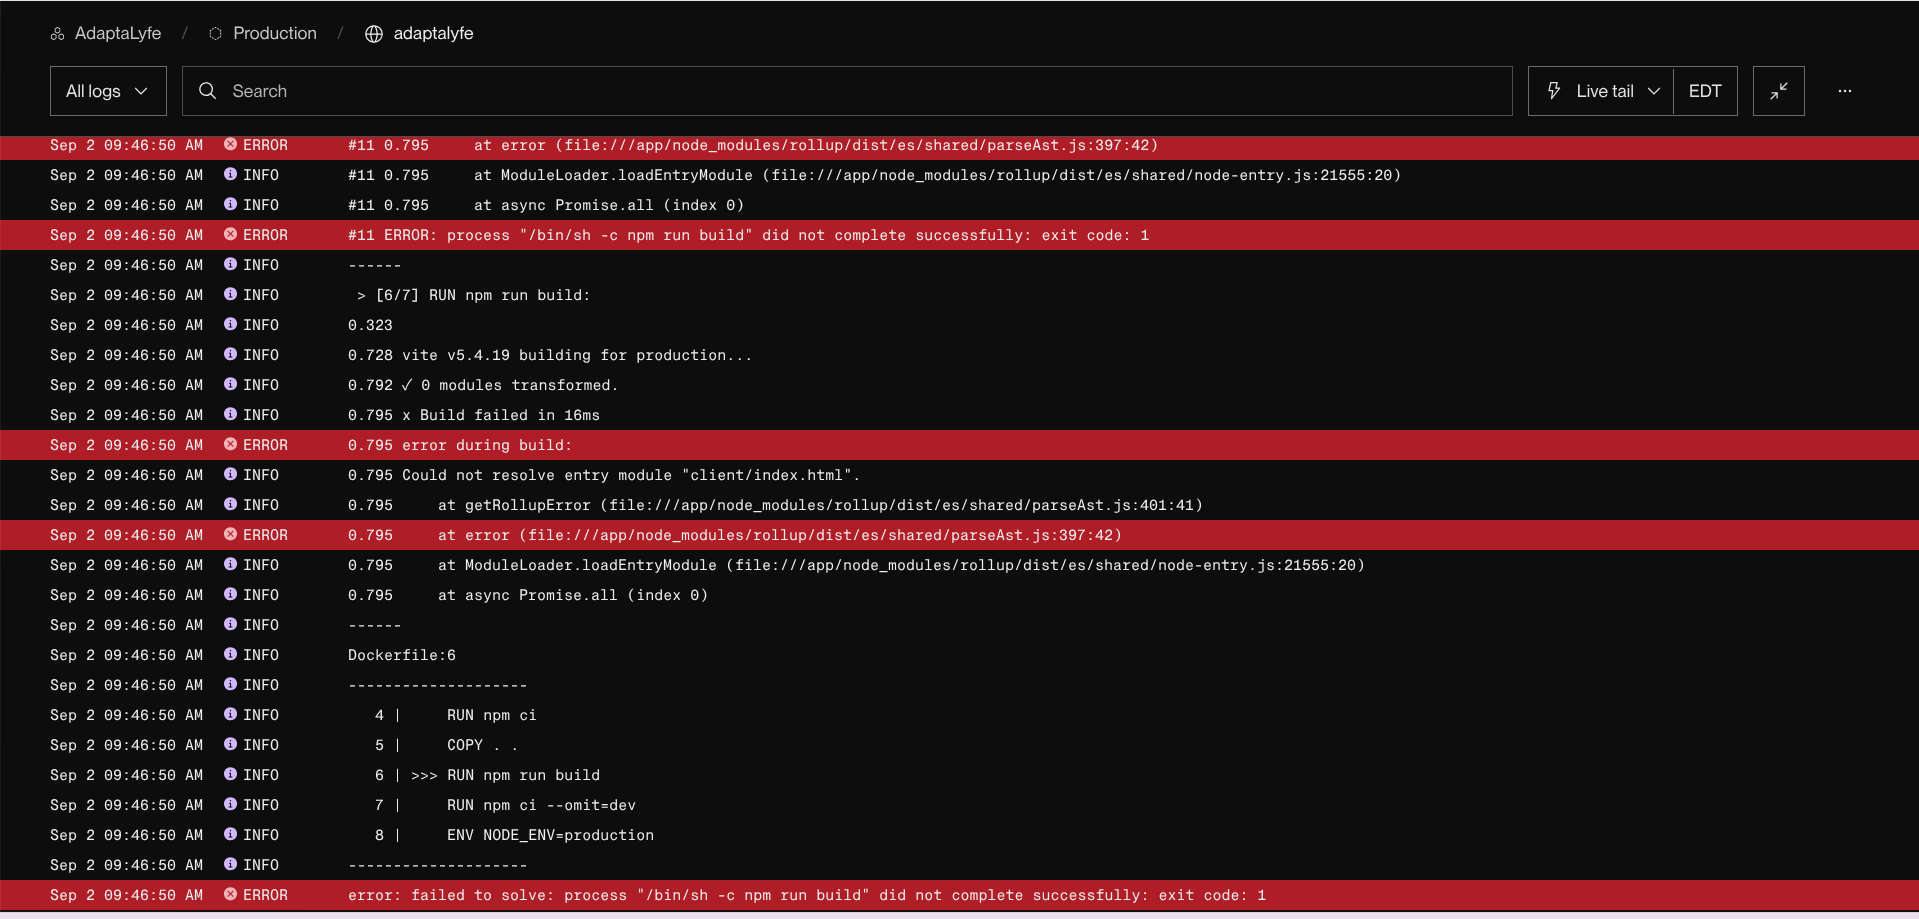 AdaptaLyfe / Production / adaptalyfe
All logs Search Live tail EDT ...
Sep 2 09:46:50 AM ERROR #11 0.795     at error (file:///app/node_modules/rollup/dist/es/shared/parseAst.js:397:42)
Sep 2 09:46:50 AM INFO #11 0.795     at ModuleLoader.loadEntryModule (file:///app/node_modules/rollup/dist/es/shared/node-entry.js:21555:20)
Sep 2 09:46:50 AM INFO #11 0.795     at async Promise.all (index 0)
Sep 2 09:46:50 AM ERROR #11 ERROR: process "/bin/sh -c npm run build" did not complete successfully: exit code: 1
Sep 2 09:46:50 AM INFO ------
Sep 2 09:46:50 AM INFO  > [6/7] RUN npm run build:
Sep 2 09:46:50 AM INFO 0.323
Sep 2 09:46:50 AM INFO 0.728 vite v5.4.19 building for production...
Sep 2 09:46:50 AM INFO 0.792 ✓ 0 modules transformed.
Sep 2 09:46:50 AM INFO 0.795 x Build failed in 16ms
Sep 2 09:46:50 AM ERROR 0.795 error during build:
Sep 2 09:46:50 AM INFO 0.795 Could not resolve entry module "client/index.html".
Sep 2 09:46:50 AM INFO 0.795     at getRollupError (file:///app/node_modules/rollup/dist/es/shared/parseAst.js:401:41)
Sep 2 09:46:50 AM ERROR 0.795     at error (file:///app/node_modules/rollup/dist/es/shared/parseAst.js:397:42)
Sep 2 09:46:50 AM INFO 0.795     at ModuleLoader.loadEntryModule (file:///app/node_modules/rollup/dist/es/shared/node-entry.js:21555:20)
Sep 2 09:46:50 AM INFO 0.795     at async Promise.all (index 0)
Sep 2 09:46:50 AM INFO ------
Sep 2 09:46:50 AM INFO Dockerfile:6
Sep 2 09:46:50 AM INFO --------------------
Sep 2 09:46:50 AM INFO    4 |     RUN npm ci
Sep 2 09:46:50 AM INFO    5 |     COPY . .
Sep 2 09:46:50 AM INFO    6 | >>> RUN npm run build
Sep 2 09:46:50 AM INFO    7 |     RUN npm ci --omit=dev
Sep 2 09:46:50 AM INFO    8 |     ENV NODE_ENV=production
Sep 2 09:46:50 AM INFO --------------------
Sep 2 09:46:50 AM ERROR error: failed to solve: process "/bin/sh -c npm run build" did not complete successfully: exit code: 1